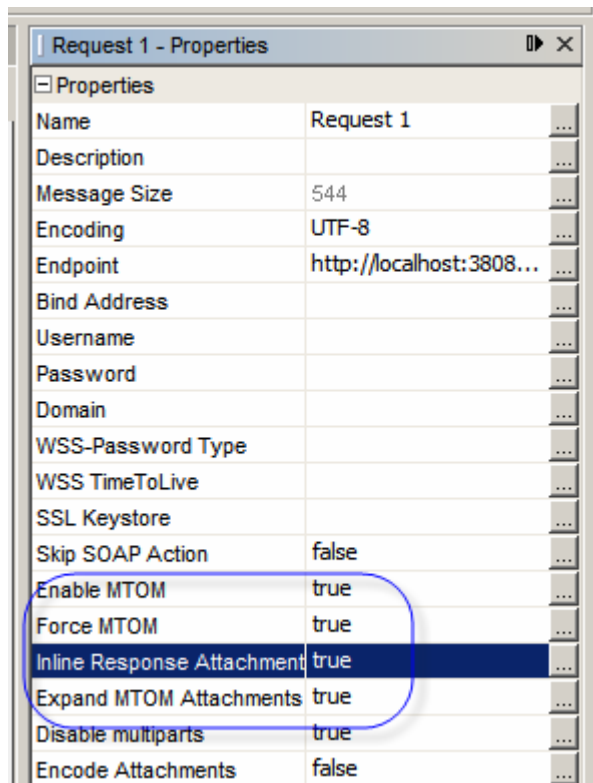 Request 1 - Properties
Properties
Name Request 1 ...
Description ...
Message Size 544 ...
Encoding UTF-8 ...
Endpoint http://localhost:3808... ...
Bind Address ...
Username ...
Password ...
Domain ...
WSS-Password Type ...
WSS TimeToLive ...
SSL Keystore ...
Skip SOAP Action false ...
Enable MTOM true ...
Force MTOM true ...
Inline Response Attachment true ...
Expand MTOM Attachments true ...
Disable multiparts true ...
Encode Attachments false ...